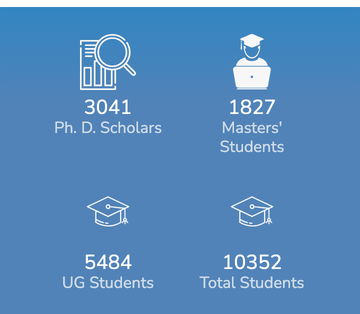 3041
Ph. D. Scholars
1827
Masters'
Students
5484
UG Students
10352
Total Students